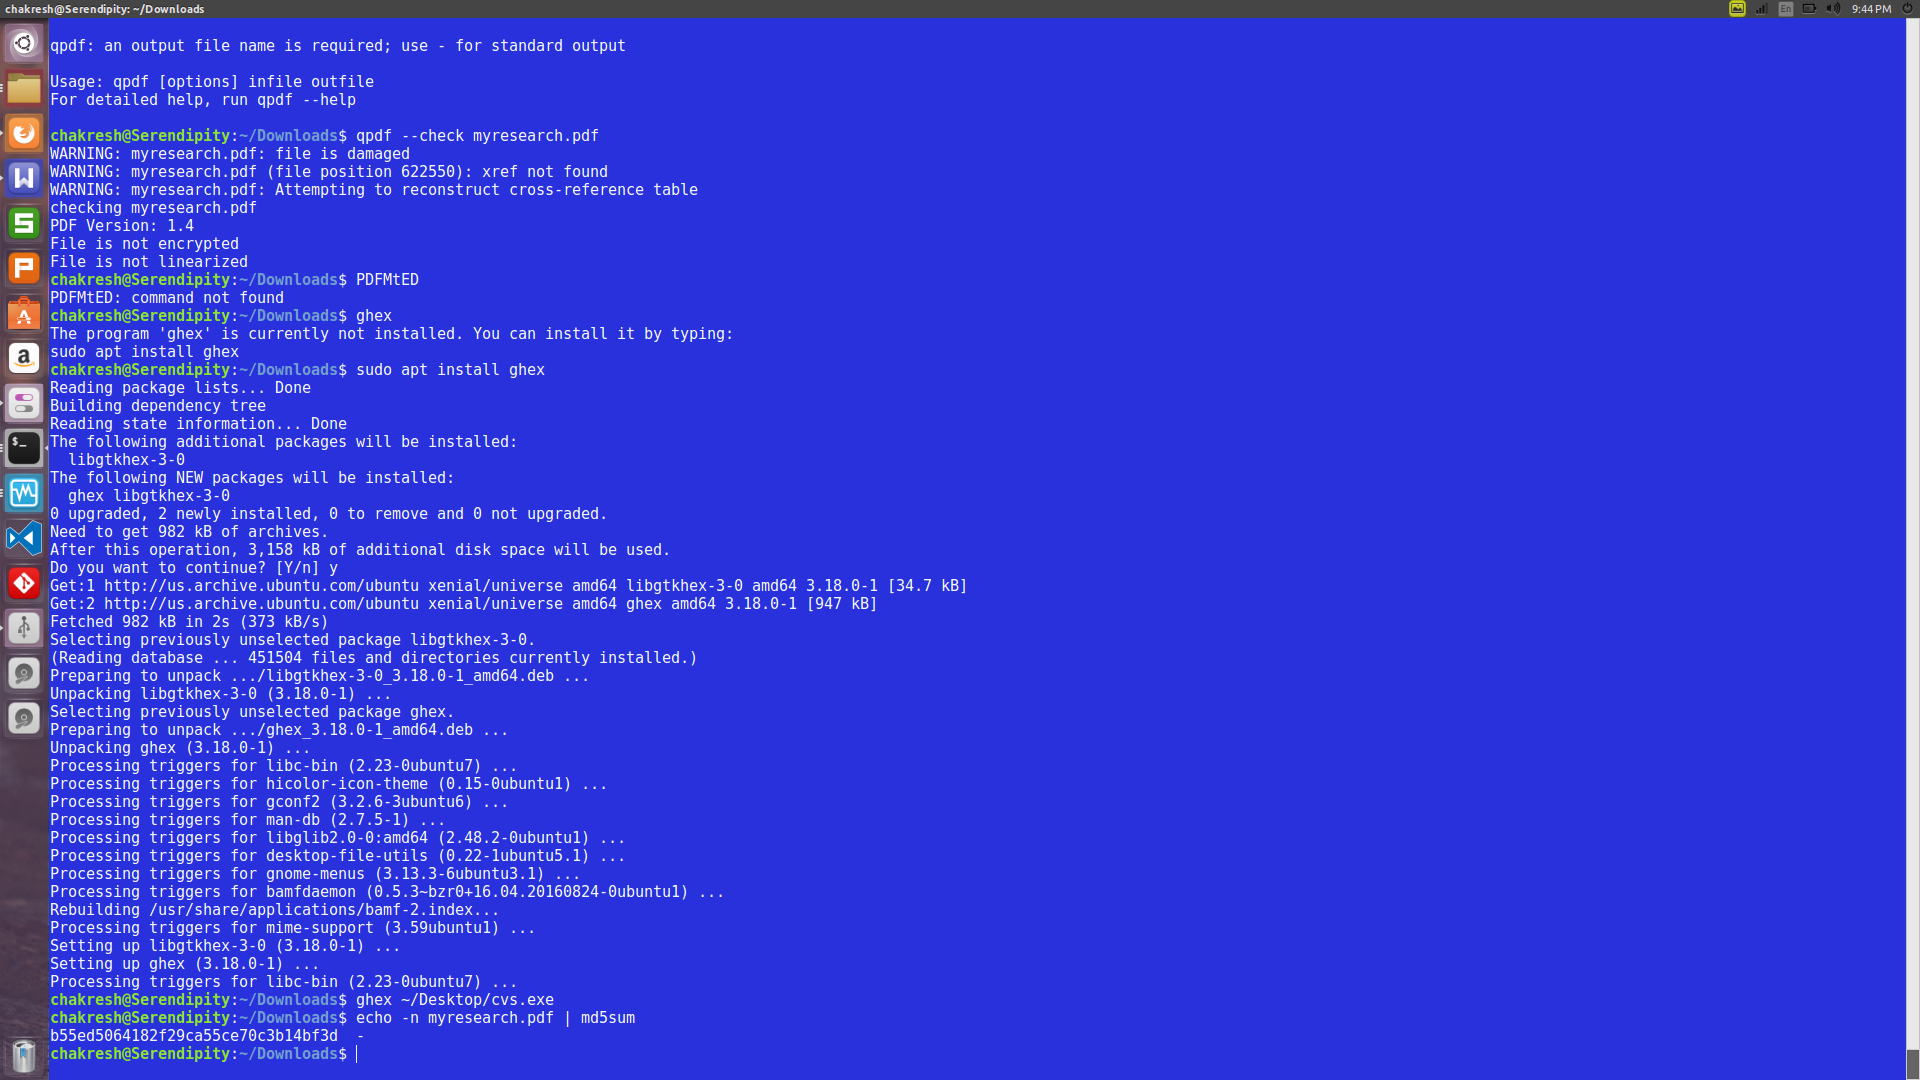 chakresh@Serendipity: ~/Downloads
En
9:44 PM
qpdf: an output file name is required; use - for standard output
Usage: qpdf [options] infile outfile
For detailed help, run qpdf --help
chakresh@Serendipity:~/Downloads$ qpdf --check myresearch.pdf
WARNING: myresearch.pdf: file is damaged
WARNING: myresearch.pdf (file position 622550): xref not found
WARNING: myresearch.pdf: Attempting to reconstruct cross-reference table
checking myresearch.pdf
PDF Version: 1.4
File is not encrypted
File is not linearized
chakresh@Serendipity:~/Downloads$ PDFMtED
PDFMtED: command not found
chakresh@Serendipity:~/Downloads$ ghex
The program 'ghex' is currently not installed. You can install it by typing:
sudo apt install ghex
chakresh@Serendipity:~/Downloads$ sudo apt install ghex
Reading package lists... Done
Building dependency tree
Reading state information... Done
The following additional packages will be installed:
  libgtkhex-3-0
The following NEW packages will be installed:
  ghex libgtkhex-3-0
0 upgraded, 2 newly installed, 0 to remove and 0 not upgraded.
Need to get 982 kB of archives.
After this operation, 3,158 kB of additional disk space will be used.
Do you want to continue? [Y/n] y
Get:1 http://us.archive.ubuntu.com/ubuntu xenial/universe amd64 libgtkhex-3-0 amd64 3.18.0-1 [34.7 kB]
Get:2 http://us.archive.ubuntu.com/ubuntu xenial/universe amd64 ghex amd64 3.18.0-1 [947 kB]
Fetched 982 kB in 2s (373 kB/s)
Selecting previously unselected package libgtkhex-3-0.
(Reading database ... 451504 files and directories currently installed.)
Preparing to unpack .../libgtkhex-3-0_3.18.0-1_amd64.deb ...
Unpacking libgtkhex-3-0 (3.18.0-1) ...
Selecting previously unselected package ghex.
Preparing to unpack .../ghex_3.18.0-1_amd64.deb ...
Unpacking ghex (3.18.0-1) ...
Processing triggers for libc-bin (2.23-0ubuntu7) ...
Processing triggers for hicolor-icon-theme (0.15-0ubuntu1) ...
Processing triggers for gconf2 (3.2.6-3ubuntu6) ...
Processing triggers for man-db (2.7.5-1) ...
Processing triggers for libglib2.0-0:amd64 (2.48.2-0ubuntu1) ...
Processing triggers for desktop-file-utils (0.22-1ubuntu5.1) ...
Processing triggers for gnome-menus (3.13.3-6ubuntu3.1) ...
Processing triggers for bamfdaemon (0.5.3~bzr0+16.04.20160824-0ubuntu1) ...
Rebuilding /usr/share/applications/bamf-2.index...
Processing triggers for mime-support (3.59ubuntu1) ...
Setting up libgtkhex-3-0 (3.18.0-1) ...
Setting up ghex (3.18.0-1) ...
Processing triggers for libc-bin (2.23-0ubuntu7) ...
chakresh@Serendipity:~/Downloads$ ghex ~/Desktop/cvs.exe
chakresh@Serendipity:~/Downloads$ echo -n myresearch.pdf | md5sum
b55ed5064182f29ca55ce70c3b14bf3d  -
chakresh@Serendipity:~/Downloads$